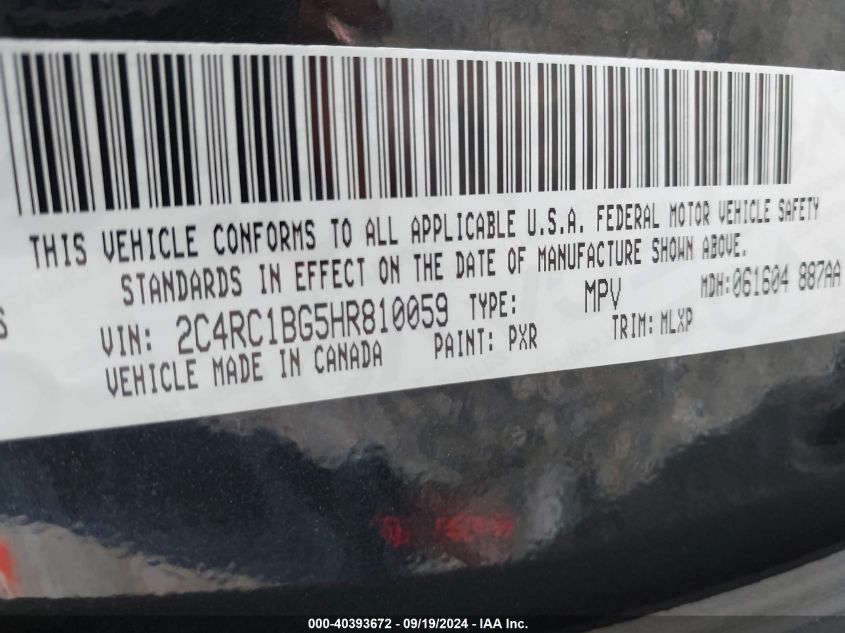 THIS VEHICLE CONFORMS TO ALL APPLICABLE U.S.A. FEDERAL MOTOR VEHICLE SAFETY
STANDARDS IN EFFECT ON THE DATE OF MANUFACTURE SHOWN ABOVE.
S
VIN: 2C4RC1BG5HR810059 TYPE: MPV MDH:061604 887AA
VEHICLE MADE IN CANADA PAINT: PXR TRIM: MLXP
000-40393672 - 09/19/2024 - IAA Inc.